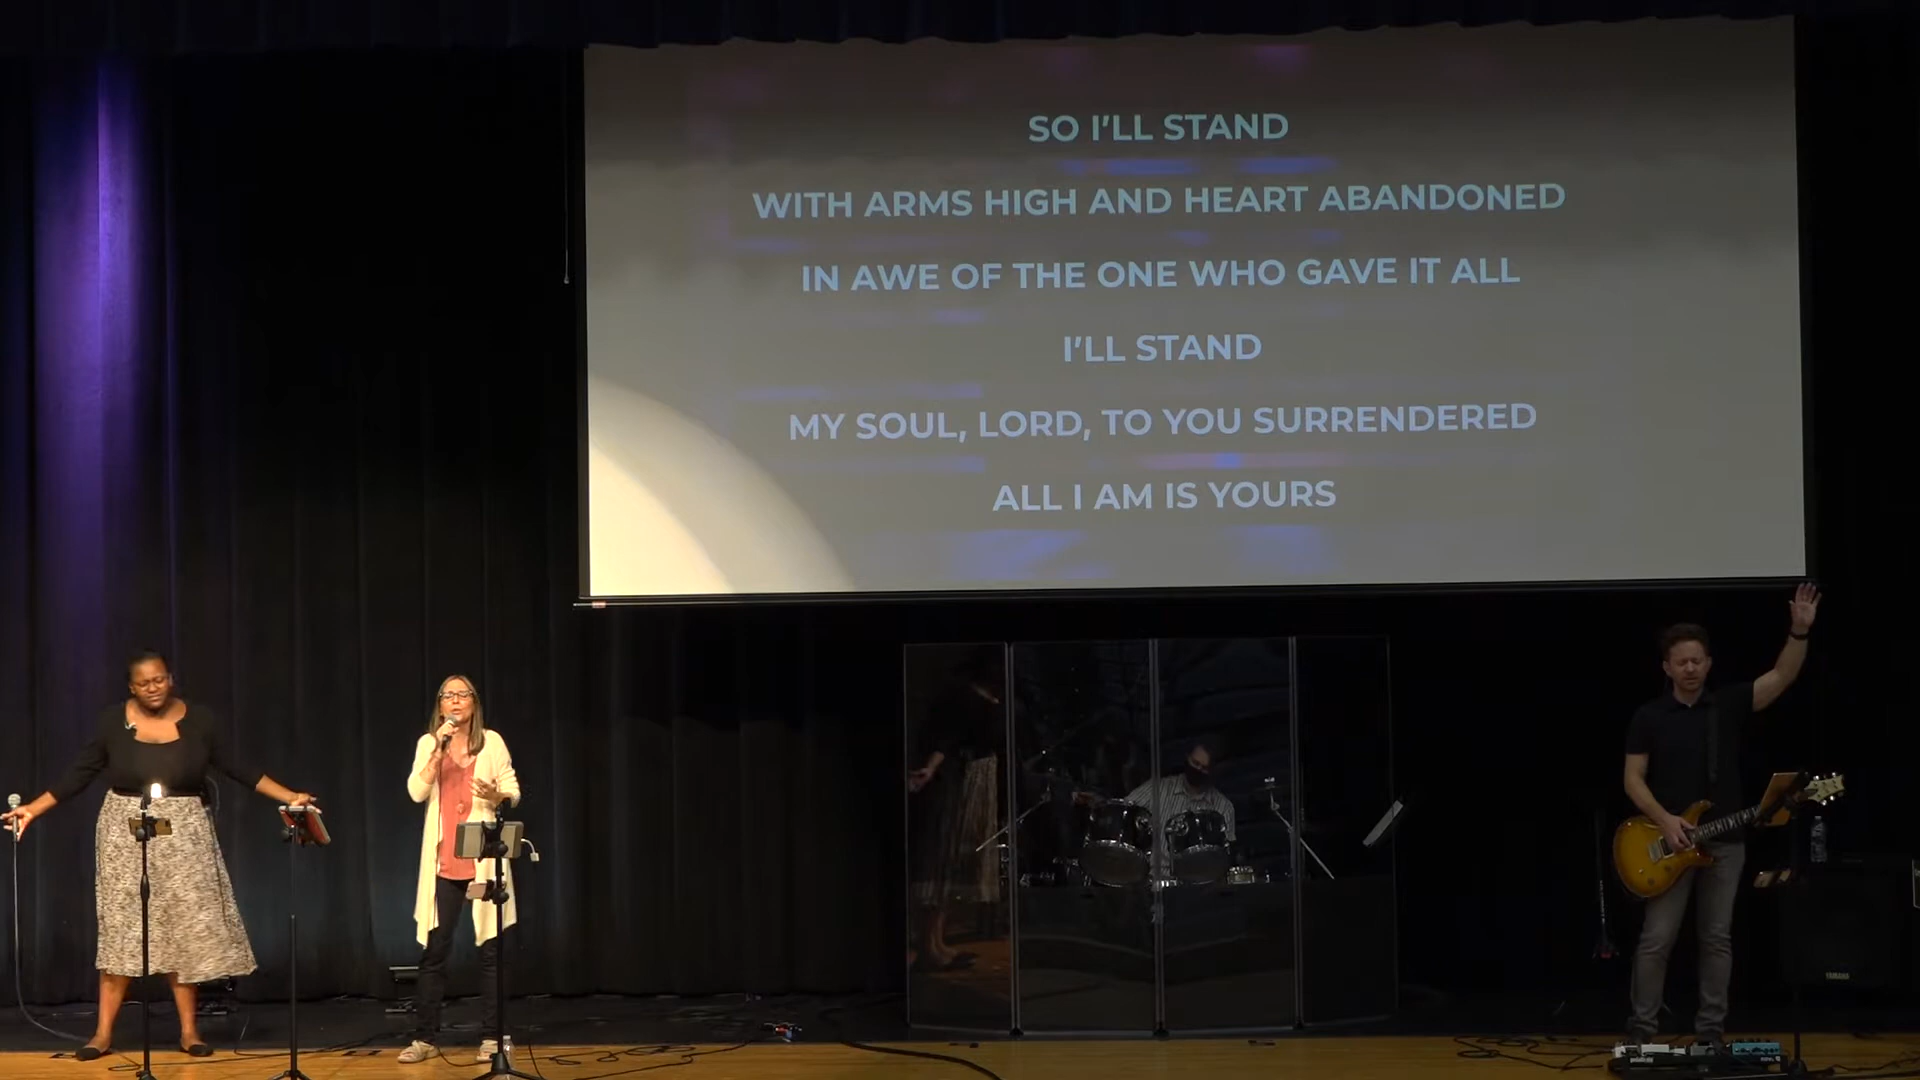 SO I'LL STAND
WITH ARMS HIGH AND HEART ABANDONED
IN AWE OF THE ONE WHO GAVE IT ALL
I'LL STAND
MY SOUL, LORD, TO YOU SURRENDERED
ALL I AM IS YOURS
YAMAHA